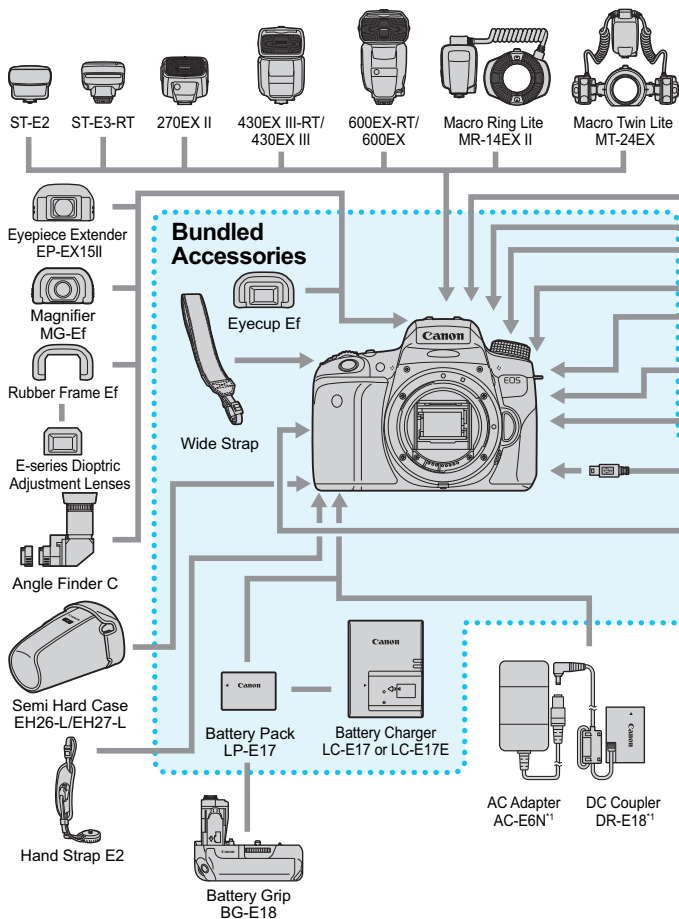 ST-E2
ST-E3-RT
270EX II
430EX III-RT/
430EX III
600EX-RT/
600EX
Macro Ring Lite
MR-14EX II
Macro Twin Lite
MT-24EX
Eyepiece Extender
EP-EX15II
Magnifier
MG-Ef
Rubber Frame Ef
E-series Dioptric
Adjustment Lenses
Angle Finder C
Semi Hard Case
EH26-L/EH27-L
Hand Strap E2
Bundled
Accessories
Eyecup Ef
Wide Strap
Canon
EOS
Canon
Battery Pack
LP-E17
Canon
Battery Charger
LC-E17 or LC-E17E
Canon
Battery Grip
BG-E18
AC Adapter
AC-E6N*1
Canon
DC Coupler
DR-E18*1